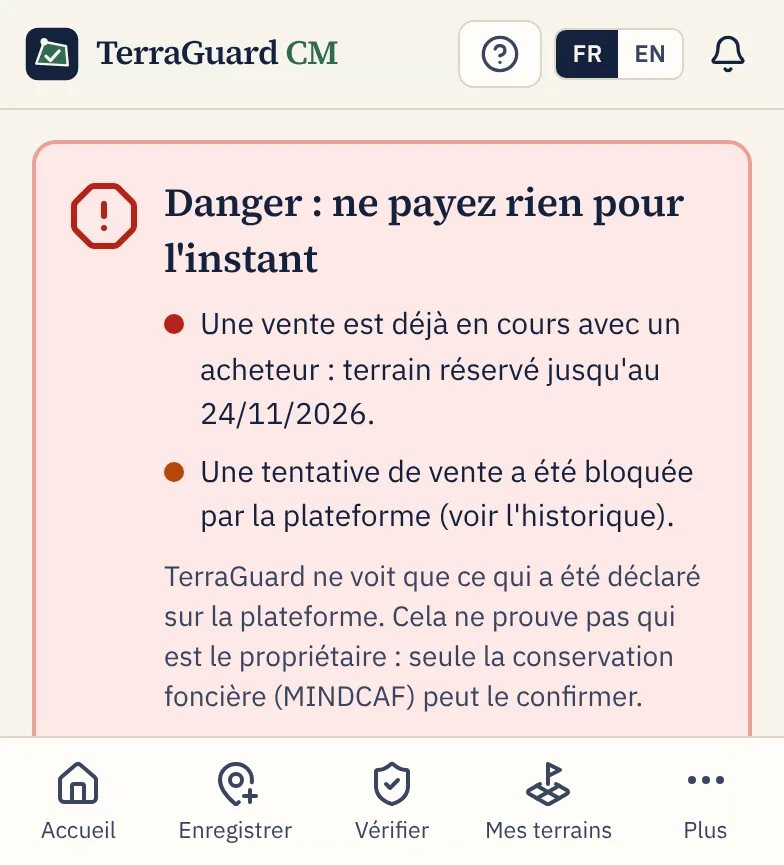 TerraGuard CM
FR EN
Danger : ne payez rien pour
l'instant
Une vente est déjà en cours avec un
acheteur : terrain réservé jusqu'au
24/11/2026.
Une tentative de vente a été bloquée
par la plateforme (voir l'historique).
TerraGuard ne voit que ce qui a été déclaré
sur la plateforme. Cela ne prouve pas qui
est le propriétaire : seule la conservation
foncière (MINDCAF) peut le confirmer.
Accueil Enregistrer Vérifier Mes terrains Plus